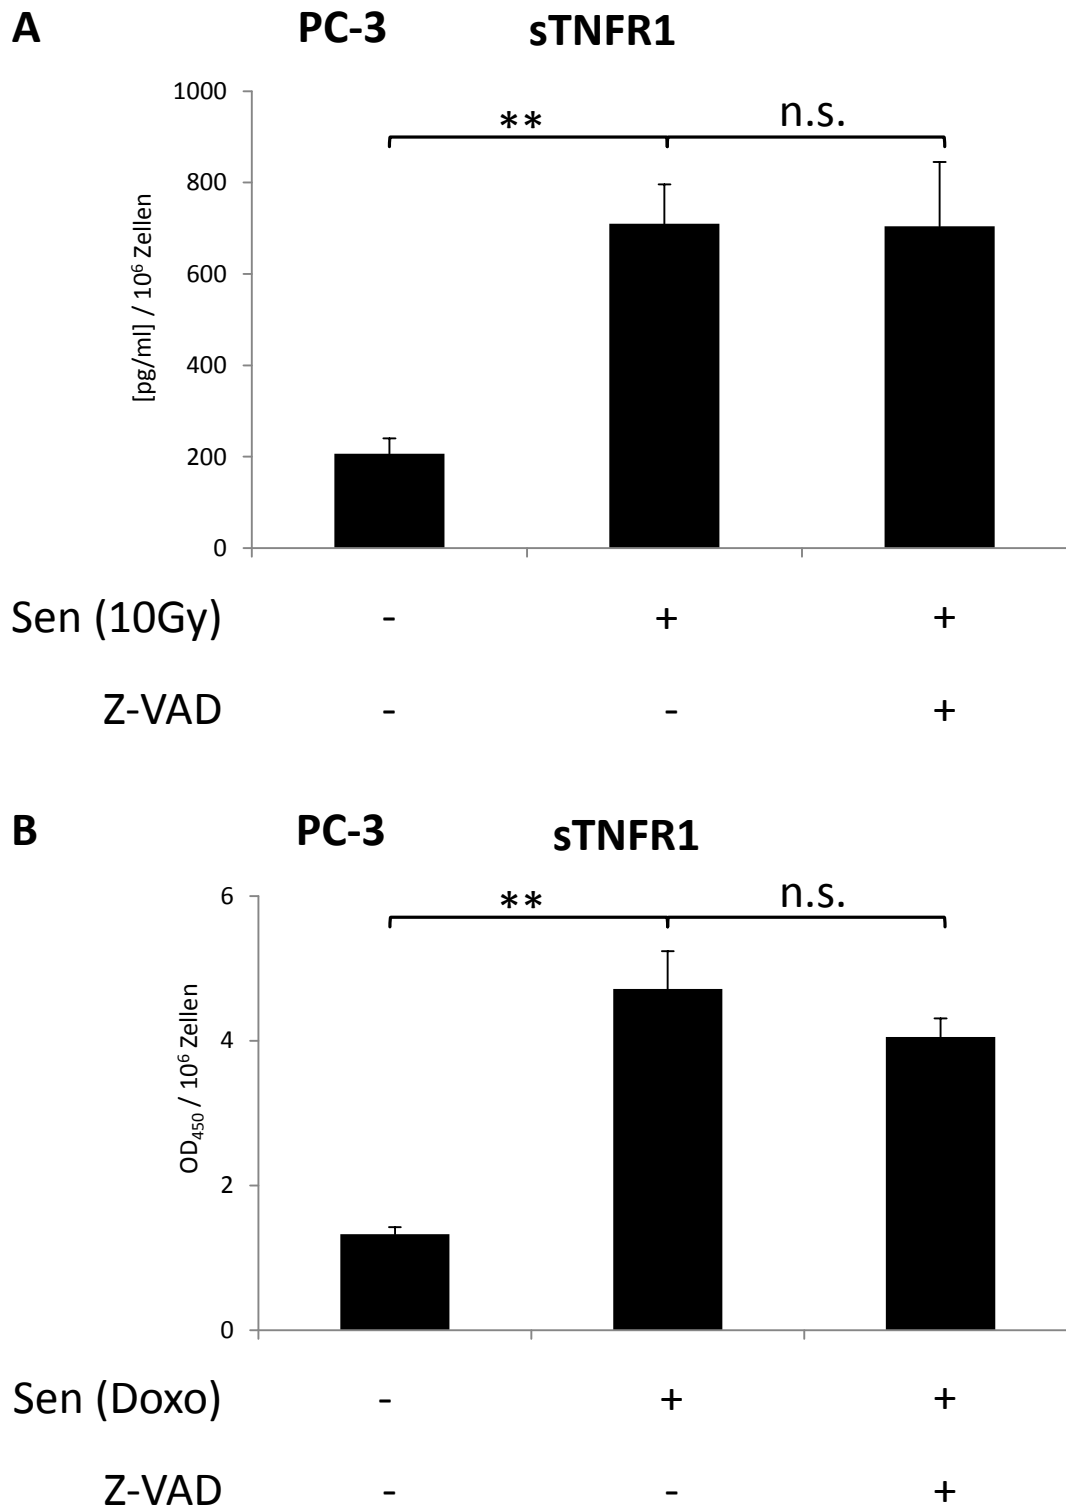 A PC-3 sTNFR1
** n.s.
1000
800
600
400
200
0
[pg/ml] / 10⁶ Zellen
Sen (10Gy) - + +
Z-VAD - - +
B PC-3 sTNFR1
** n.s.
6
4
2
0
OD₄₅₀ / 10⁶ Zellen
Sen (Doxo) - + +
Z-VAD - - +